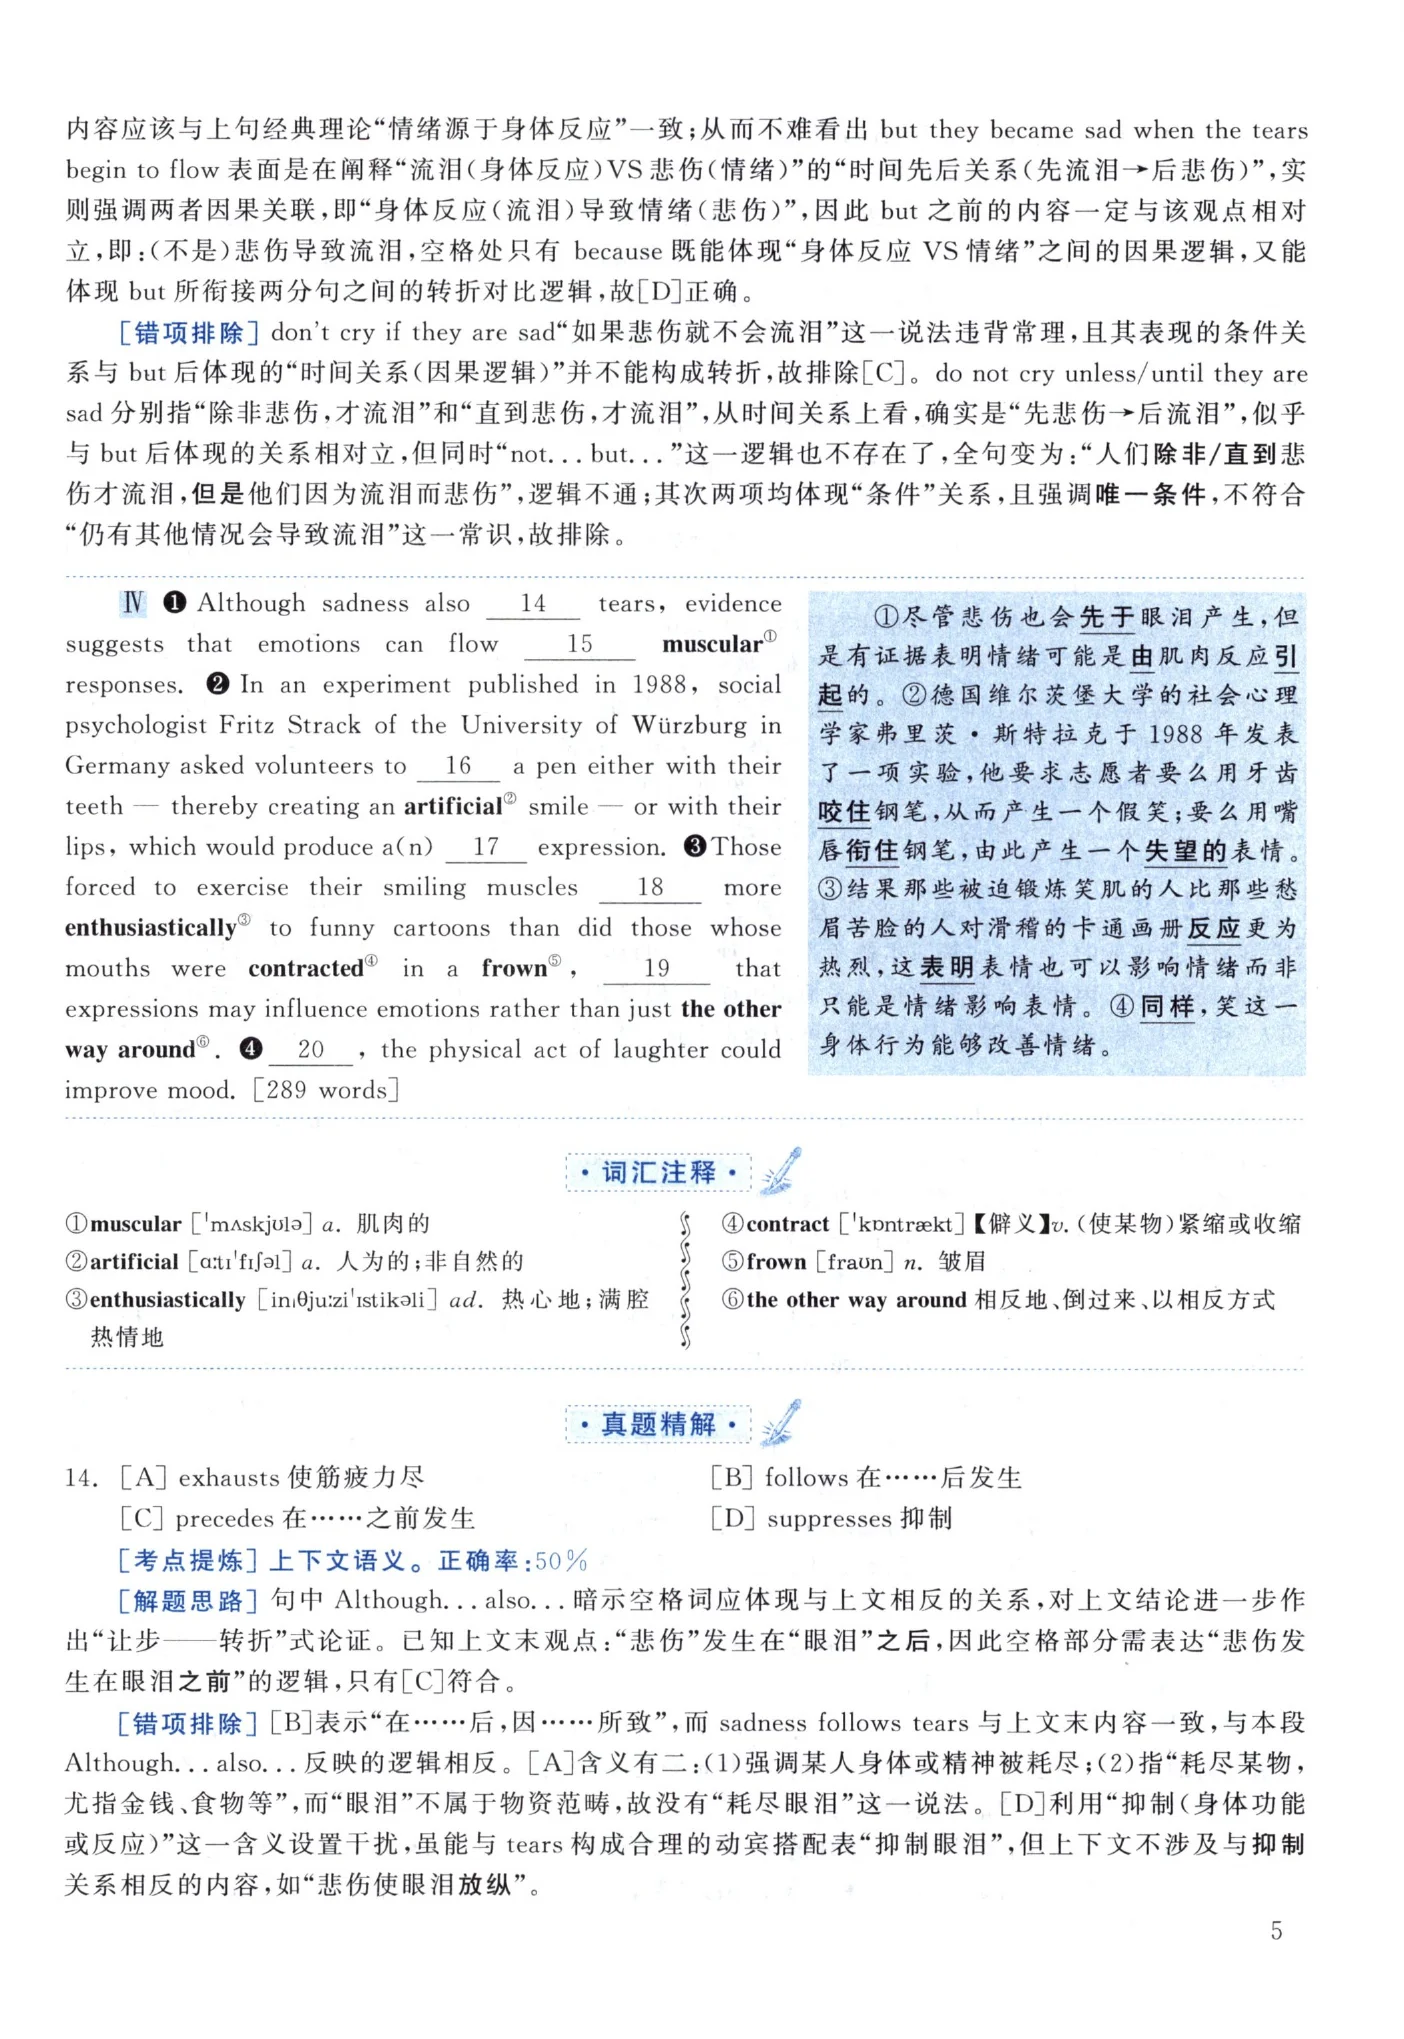 内容应该与上句经典理论“情绪源于身体反应”一致;从而不难看出 but they became sad when the tears
begin to flow 表面是在阐释“流泪(身体反应)VS 悲伤(情绪)”的“时间先后关系(先流泪→后悲伤)”,实
则强调两者因果关联,即“身体反应(流泪)导致情绪(悲伤)”,因此 but 之前的内容一定与该观点相对
立,即:(不是)悲伤导致流泪,空格处只有 because 既能体现“身体反应 VS 情绪”之间的因果逻辑,又能
体现 but 所衔接两分句之间的转折对比逻辑,故[D]正确。
[错项排除] don't cry if they are sad“如果悲伤就不会流泪”这一说法违背常理,且其表现的条件关
系与 but 后体现的“时间关系(因果逻辑)”并不能构成转折,故排除[C]。do not cry unless/until they are
sad 分别指“除非悲伤,才流泪”和“直到悲伤,才流泪”,从时间关系上看,确实是“先悲伤→后流泪”,似乎
与 but 后体现的关系相对立,但同时“not... but...”这一逻辑也不存在了,全句变为:“人们除非/直到悲
伤才流泪,但是他们因为流泪而悲伤”,逻辑不通;其次两项均体现“条件”关系,且强调唯一条件,不符合
“仍有其他情况会导致流泪”这一常识,故排除。
Ⅳ ❶ Although sadness also 14 tears, evidence
suggests that emotions can flow 15 muscular①
responses. ❷ In an experiment published in 1988, social
psychologist Fritz Strack of the University of Würzburg in
Germany asked volunteers to 16 a pen either with their
teeth — thereby creating an artificial② smile — or with their
lips, which would produce a(n) 17 expression. ❸Those
forced to exercise their smiling muscles 18 more
enthusiastically③ to funny cartoons than did those whose
mouths were contracted④ in a frown⑤, 19 that
expressions may influence emotions rather than just the other
way around⑥. ❹ 20 , the physical act of laughter could
improve mood. [289 words]
①尽管悲伤也会先于眼泪产生,但
是有证据表明情绪可能是由肌肉反应引
起的。②德国维尔茨堡大学的社会心理
学家弗里茨·斯特拉克于 1988 年发表
了一项实验,他要求志愿者要么用牙齿
咬住钢笔,从而产生一个假笑;要么用嘴
唇衔住钢笔,由此产生一个失望的表情。
③结果那些被迫锻炼笑肌的人比那些愁
眉苦脸的人对滑稽的卡通画册反应更为
热烈,这表明表情也可以影响情绪而非
只能是情绪影响表情。④同样,笑这一
身体行为能够改善情绪。
·词汇注释·
①muscular [ˈmʌskjʊlə] a. 肌肉的
②artificial [ɑːtɪˈfɪʃəl] a. 人为的;非自然的
③enthusiastically [ɪnɪθjuːziˈɪstikəli] ad. 热心地;满腔
热情地
④contract [ˈkɒntrækt]【僻义】v. (使某物)紧缩或收缩
⑤frown [fraʊn] n. 皱眉
⑥the other way around 相反地、倒过来、以相反方式
·真题精解·
14. [A] exhausts 使筋疲力尽 [B] follows 在……后发生
[C] precedes 在……之前发生 [D] suppresses 抑制
[考点提炼] 上下文语义。正确率:50%
[解题思路] 句中 Although... also... 暗示空格词应体现与上文相反的关系,对上文结论进一步作
出“让步——转折”式论证。已知上文末观点:“悲伤”发生在“眼泪”之后,因此空格部分需表达“悲伤发
生在眼泪之前”的逻辑,只有[C]符合。
[错项排除] [B]表示“在……后,因……所致”,而 sadness follows tears 与上文末内容一致,与本段
Although... also... 反映的逻辑相反。[A]含义有二:(1)强调某人身体或精神被耗尽;(2)指“耗尽某物,
尤指金钱、食物等”,而“眼泪”不属于物资范畴,故没有“耗尽眼泪”这一说法。[D]利用“抑制(身体功能
或反应)”这一含义设置干扰,虽能与 tears 构成合理的动宾搭配表“抑制眼泪”,但上下文不涉及与抑制
关系相反的内容,如“悲伤使眼泪放纵”。
5